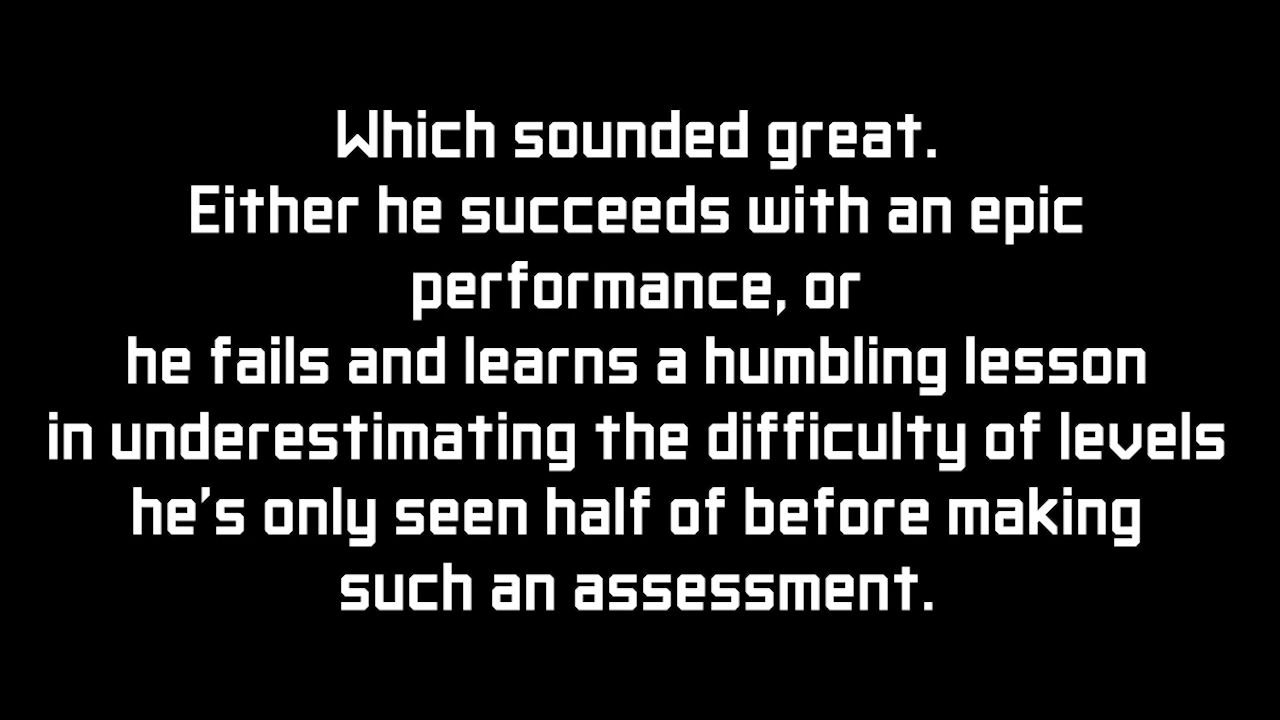 Which sounded great.
Either he succeeds with an epic
performance, or
he fails and learns a humbling lesson
in underestimating the difficulty of levels
he's only seen half of before making
such an assessment.